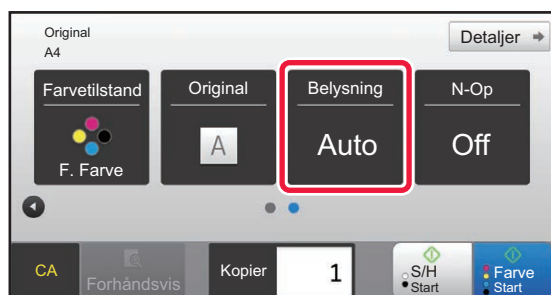 Original
A4
Detaljer
Farvetilstand
Original
Belysning
N-Op
A
Auto
Off
F. Farve
CA
Forhåndsvis
Kopier
1
S/H
Start
Farve
Start